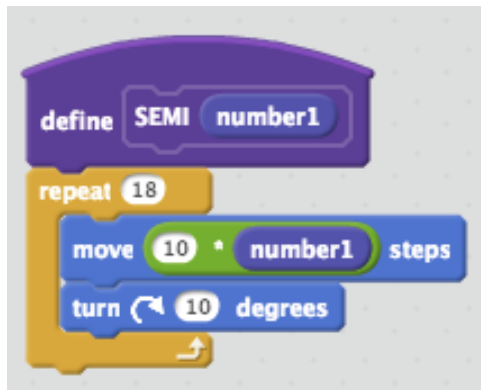 define SEMI number1
repeat 18
move 10 * number1 steps
turn 10 degrees